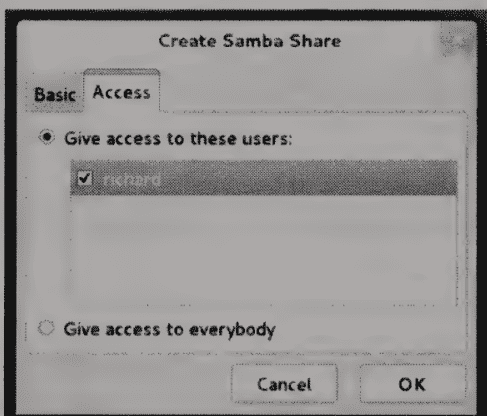 Create Samba Share
Basic Access
Give access to these users:
richard
Give access to everybody
Cancel OK